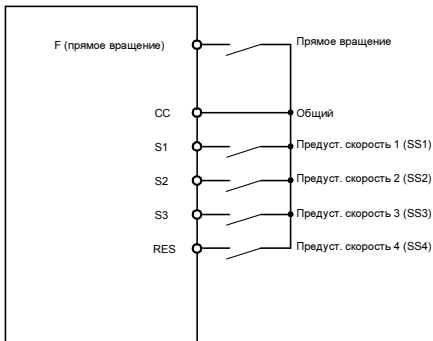 F (прямое вращение)
Прямое вращение
CC
Общий
S1
Предуст. скорость 1 (SS1)
S2
Предуст. скорость 2 (SS2)
S3
Предуст. скорость 3 (SS3)
RES
Предуст. скорость 4 (SS4)